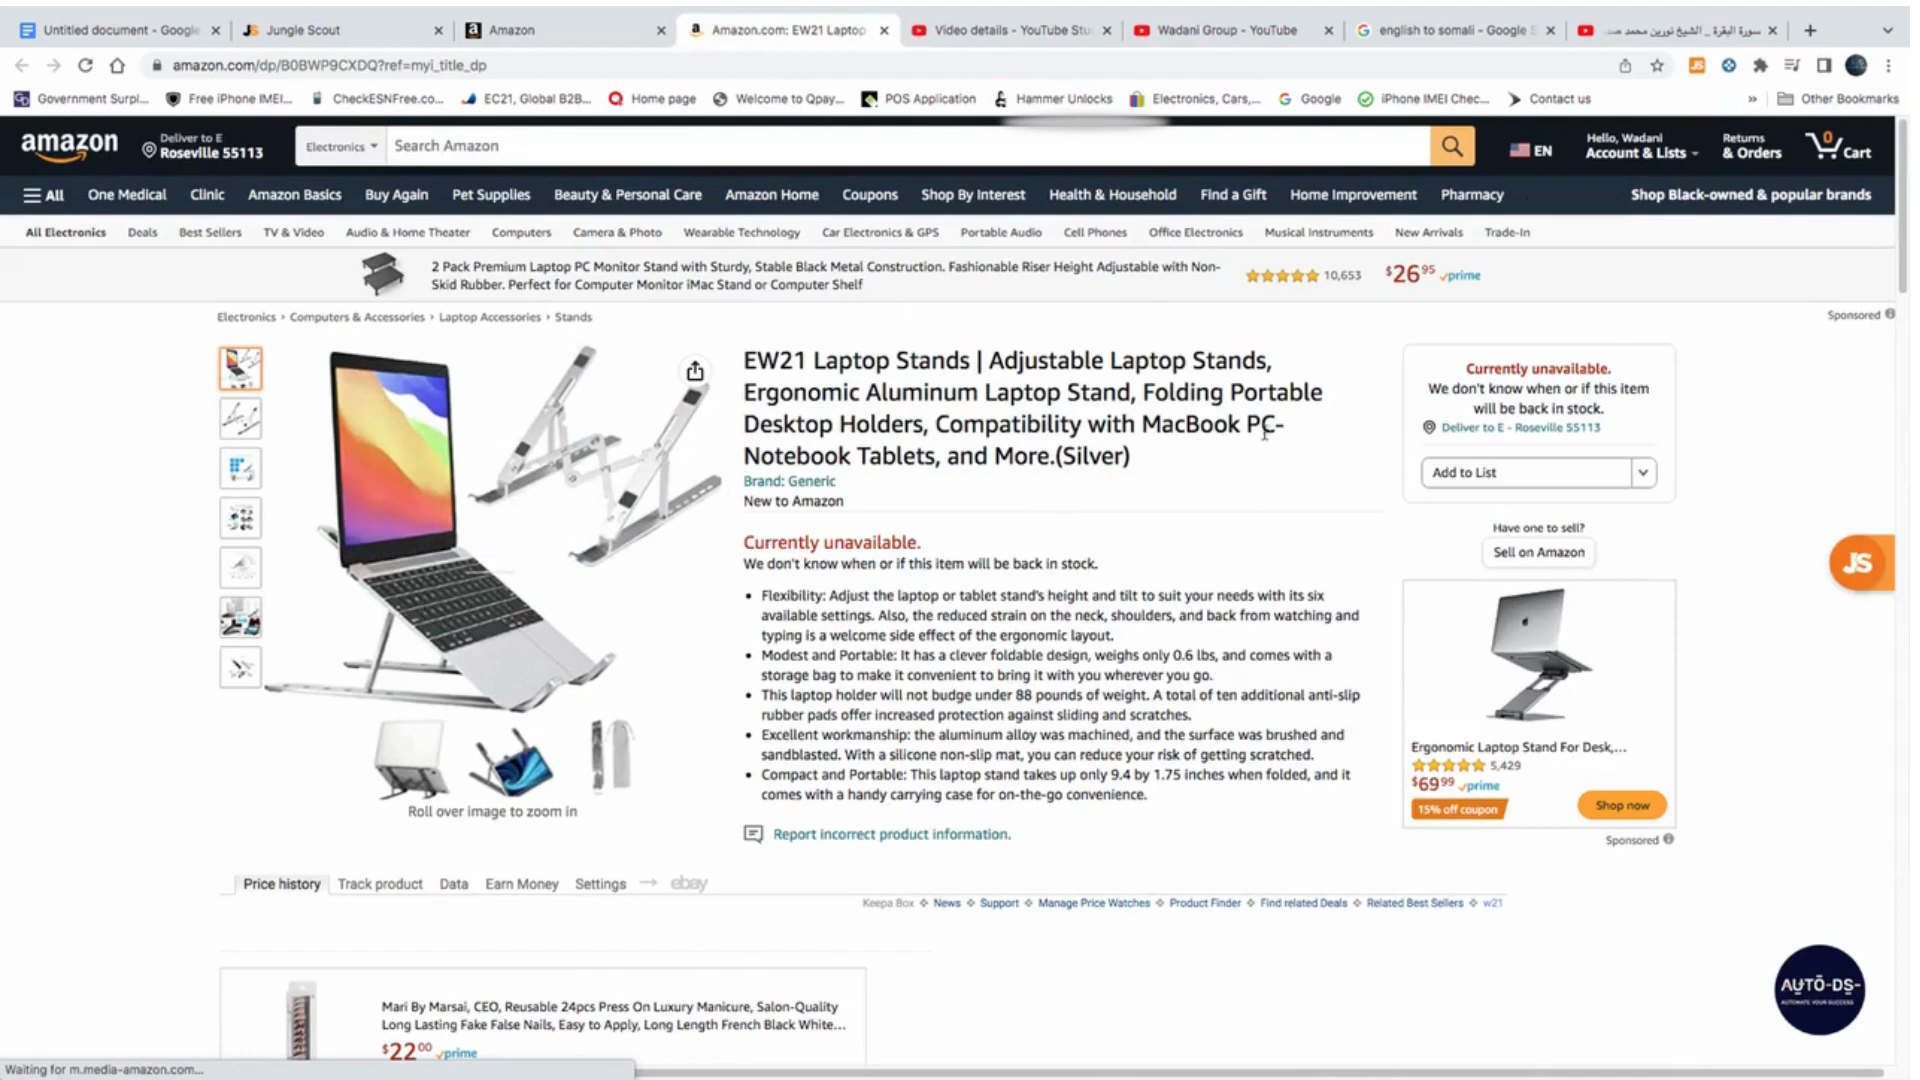 Untitled document - Google
Jungle Scout
Amazon
Amazon.com: EW21 Laptop
Video details - YouTube Stu
Wadani Group - YouTube
english to somali - Google S
سورة البقرة _ الشيخ نورين محمد صد
amazon.com/dp/B0BWP9CXDQ?ref=myi_title_dp
Government Surpl...
Free iPhone IMEI...
CheckESNFree.co...
EC21, Global B2B...
Home page
Welcome to Qpay...
POS Application
Hammer Unlocks
Electronics, Cars,...
Google
iPhone IMEI Chec...
Contact us
»
Other Bookmarks
amazon
Deliver to E
Roseville 55113
Electronics
Search Amazon
EN
Hello, Wadani
Account & Lists
Returns
& Orders
0
Cart
All
One Medical
Clinic
Amazon Basics
Buy Again
Pet Supplies
Beauty & Personal Care
Amazon Home
Coupons
Shop By Interest
Health & Household
Find a Gift
Home Improvement
Pharmacy
Shop Black-owned & popular brands
All Electronics
Deals
Best Sellers
TV & Video
Audio & Home Theater
Computers
Camera & Photo
Wearable Technology
Car Electronics & GPS
Portable Audio
Cell Phones
Office Electronics
Musical Instruments
New Arrivals
Trade-In
2 Pack Premium Laptop PC Monitor Stand with Sturdy, Stable Black Metal Construction. Fashionable Riser Height Adjustable with Non-
Skid Rubber. Perfect for Computer Monitor iMac Stand or Computer Shelf
10,653
$26 95 prime
Sponsored
Electronics › Computers & Accessories › Laptop Accessories › Stands
EW21 Laptop Stands | Adjustable Laptop Stands,
Ergonomic Aluminum Laptop Stand, Folding Portable
Desktop Holders, Compatibility with MacBook PC-
Notebook Tablets, and More.(Silver)
Brand: Generic
New to Amazon
Currently unavailable.
We don't know when or if this item will be back in stock.
• Flexibility: Adjust the laptop or tablet stand's height and tilt to suit your needs with its six
available settings. Also, the reduced strain on the neck, shoulders, and back from watching and
typing is a welcome side effect of the ergonomic layout.
• Modest and Portable: It has a clever foldable design, weighs only 0.6 lbs, and comes with a
storage bag to make it convenient to bring it with you wherever you go.
• This laptop holder will not budge under 88 pounds of weight. A total of ten additional anti-slip
rubber pads offer increased protection against sliding and scratches.
• Excellent workmanship: the aluminum alloy was machined, and the surface was brushed and
sandblasted. With a silicone non-slip mat, you can reduce your risk of getting scratched.
• Compact and Portable: This laptop stand takes up only 9.4 by 1.75 inches when folded, and it
comes with a handy carrying case for on-the-go convenience.
Report incorrect product information.
Roll over image to zoom in
Currently unavailable.
We don't know when or if this item
will be back in stock.
Deliver to E - Roseville 55113
Add to List
Have one to sell?
Sell on Amazon
Ergonomic Laptop Stand For Desk,...
5,429
$69 99 prime
15% off coupon
Shop now
Sponsored
JS
Price history
Track product
Data
Earn Money
Settings
ebay
Keepa Box
News
Support
Manage Price Watches
Product Finder
Find related Deals
Related Best Sellers
w21
Mari By Marsai, CEO, Reusable 24pcs Press On Luxury Manicure, Salon-Quality
Long Lasting Fake False Nails, Easy to Apply, Long Length French Black White...
$22 00 prime
AUTO-DS-
AUTOMATE YOUR SUCCESS
Waiting for m.media-amazon.com...